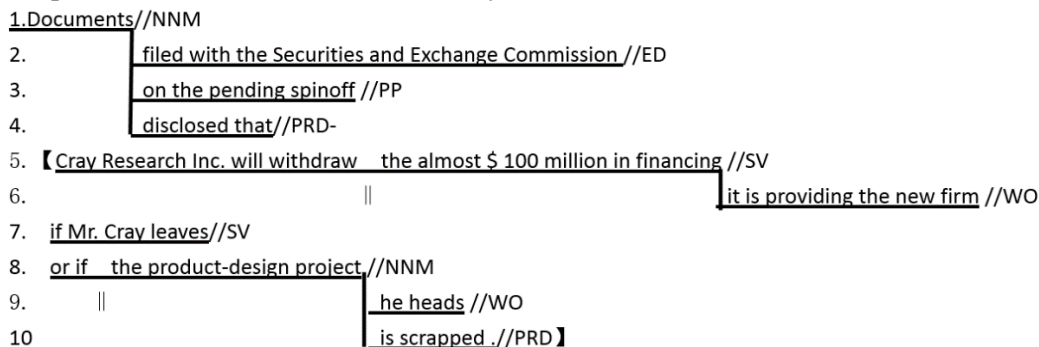 1.Documents//NNM
2. filed with the Securities and Exchange Commission //ED
3. on the pending spinoff //PP
4. disclosed that//PRD-
5. 【Cray Research Inc. will withdraw the almost $ 100 million in financing //SV
6. || it is providing the new firm //WO
7. if Mr. Cray leaves//SV
8. or if the product-design project //NNM
9. || he heads //WO
10 is scrapped .//PRD】